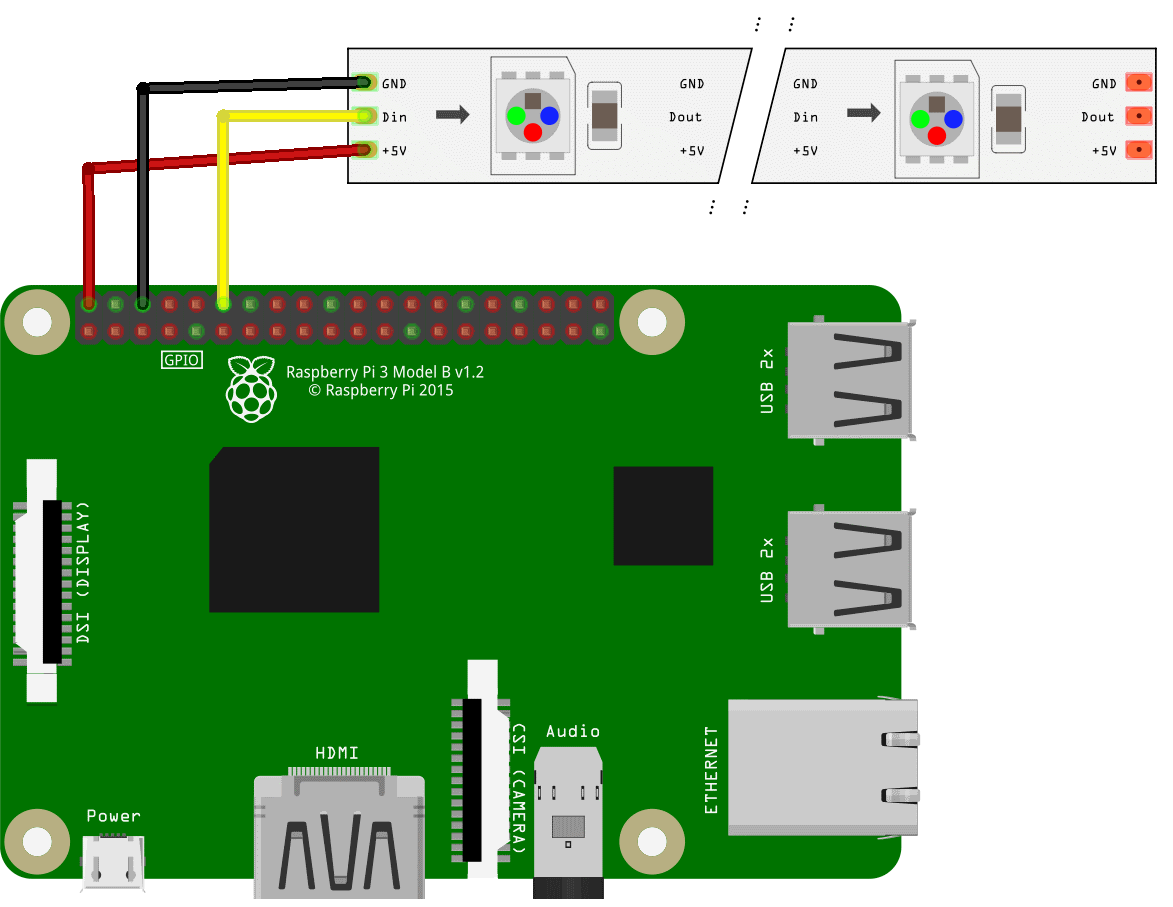 GND GND GND GND
Din Dout Din Dout
+5V +5V +5V +5V
GPIO
Raspberry Pi 3 Model B v1.2
© Raspberry Pi 2015
USB 2x
DSI (DISPLAY)
USB 2x
HDMI
CSI (CAMERA)
Audio
ETHERNET
Power